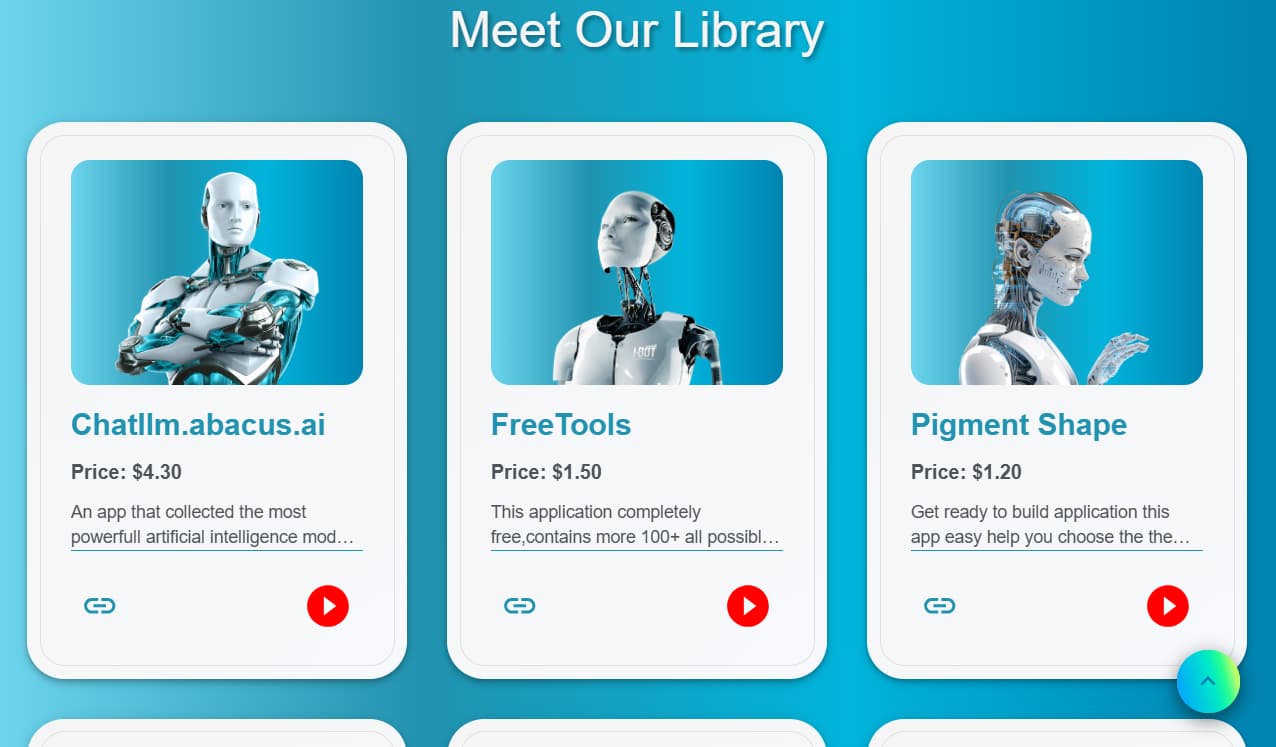 Meet Our Library
Chatllm.abacus.ai
Price: $4.30
An app that collected the most
powerfull artificial intelligence mod…
FreeTools
Price: $1.50
This application completely
free,contains more 100+ all possibl…
Pigment Shape
Price: $1.20
Get ready to build application this
app easy help you choose the the…